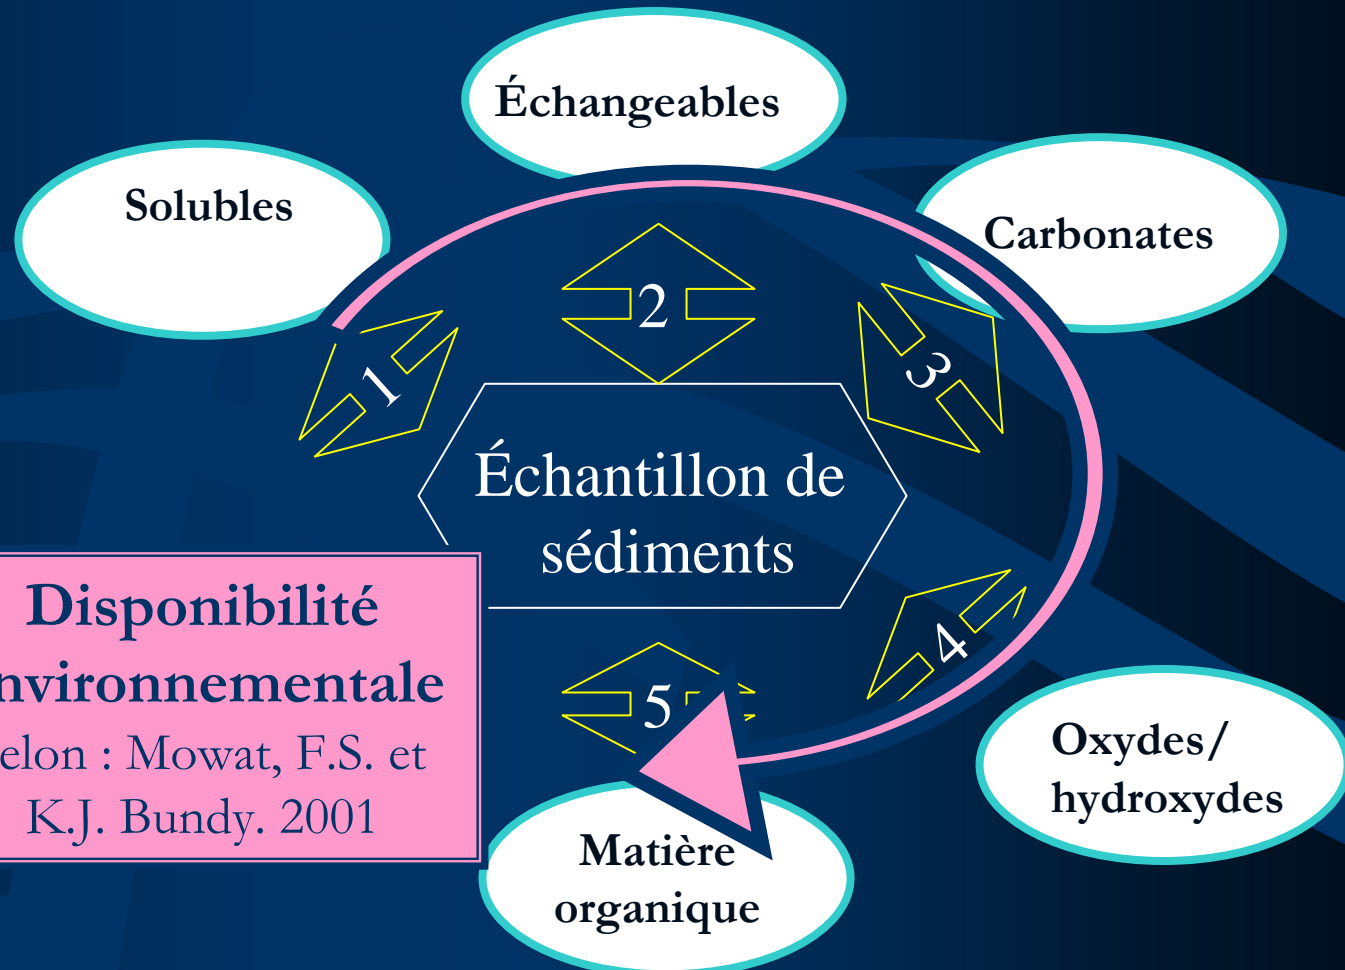 Échangeables
Solubles
Carbonates
2
1
3
Échantillon de
sédiments
Disponibilité
nvironnementale
elon : Mowat, F.S. et
K.J. Bundy. 2001
4
5
Oxydes/
hydroxydes
Matière
organique